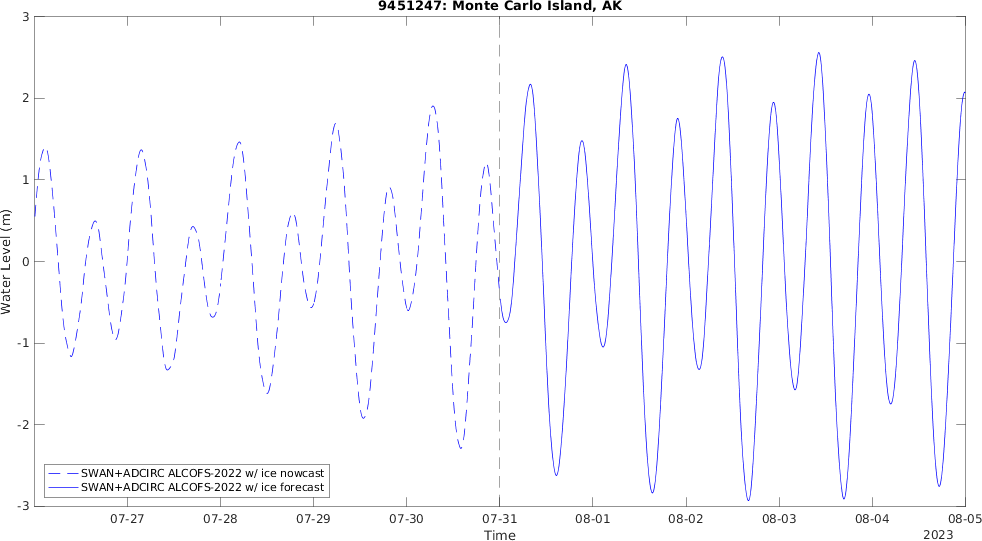 9451247: Monte Carlo Island, AK
3
2
1
0
-1
-2
-3
Water Level (m)
SWAN+ADCIRC ALCOFS-2022 w/ ice nowcast
SWAN+ADCIRC ALCOFS-2022 w/ ice forecast
07-27 07-28 07-29 07-30 07-31 08-01 08-02 08-03 08-04 08-05
Time
2023